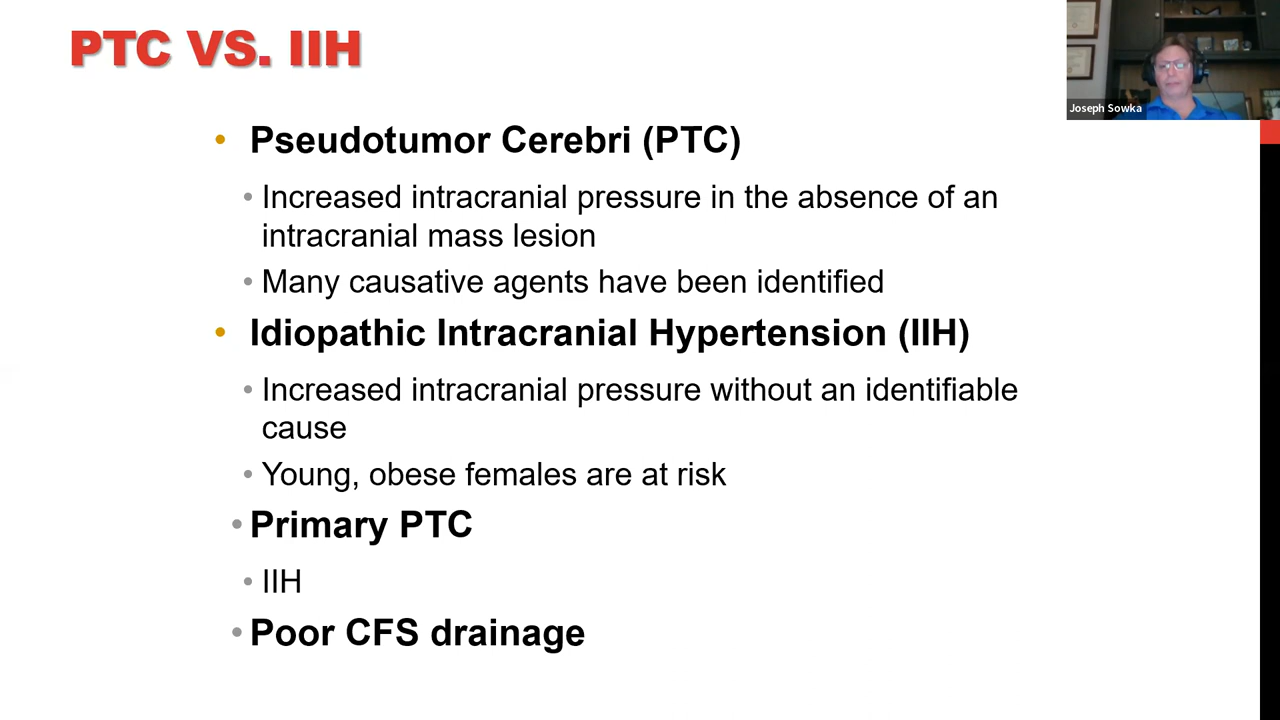 PTC VS. IIH
Joseph Sowka
• Pseudotumor Cerebri (PTC)
• Increased intracranial pressure in the absence of an
intracranial mass lesion
• Many causative agents have been identified
• Idiopathic Intracranial Hypertension (IIH)
• Increased intracranial pressure without an identifiable
cause
• Young, obese females are at risk
• Primary PTC
• IIH
• Poor CFS drainage